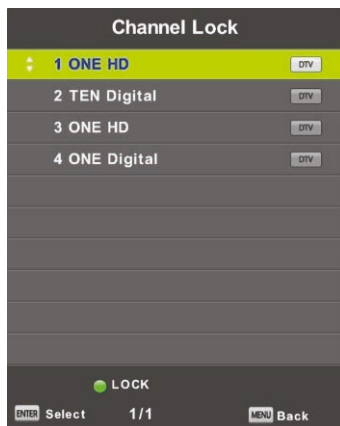 Channel Lock
1 ONE HD DTV
2 TEN Digital DTV
3 ONE HD DTV
4 ONE Digital DTV
LOCK
ENTER Select 1/1 MENU Back